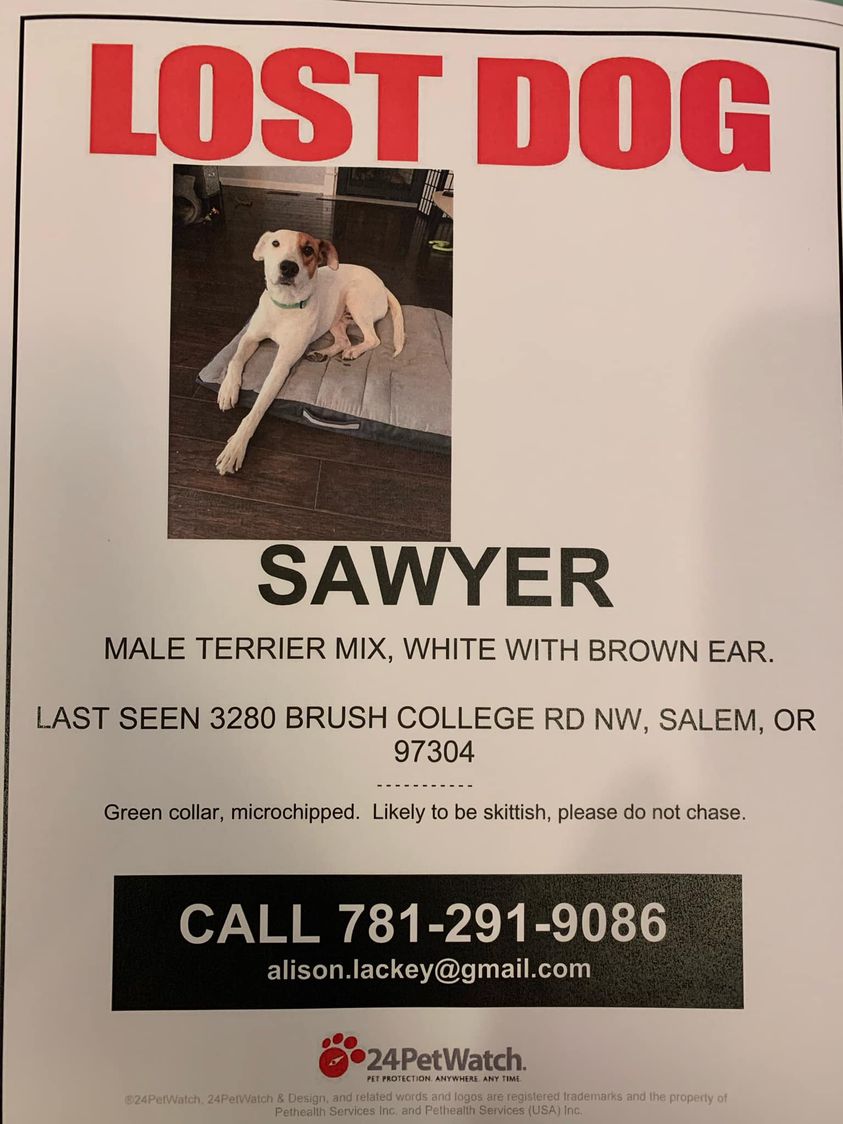 LOST DOG
SAWYER
MALE TERRIER MIX, WHITE WITH BROWN EAR.
LAST SEEN 3280 BRUSH COLLEGE RD NW, SALEM, OR
97304
-----------
Green collar, microchipped.  Likely to be skittish, please do not chase.
CALL 781-291-9086
alison.lackey@gmail.com
24PetWatch.
PET PROTECTION. ANYWHERE. ANY TIME.
®24PetWatch, 24PetWatch & Design, and related words and logos are registered trademarks and the property of
Pethealth Services Inc. and Pethealth Services (USA) Inc.